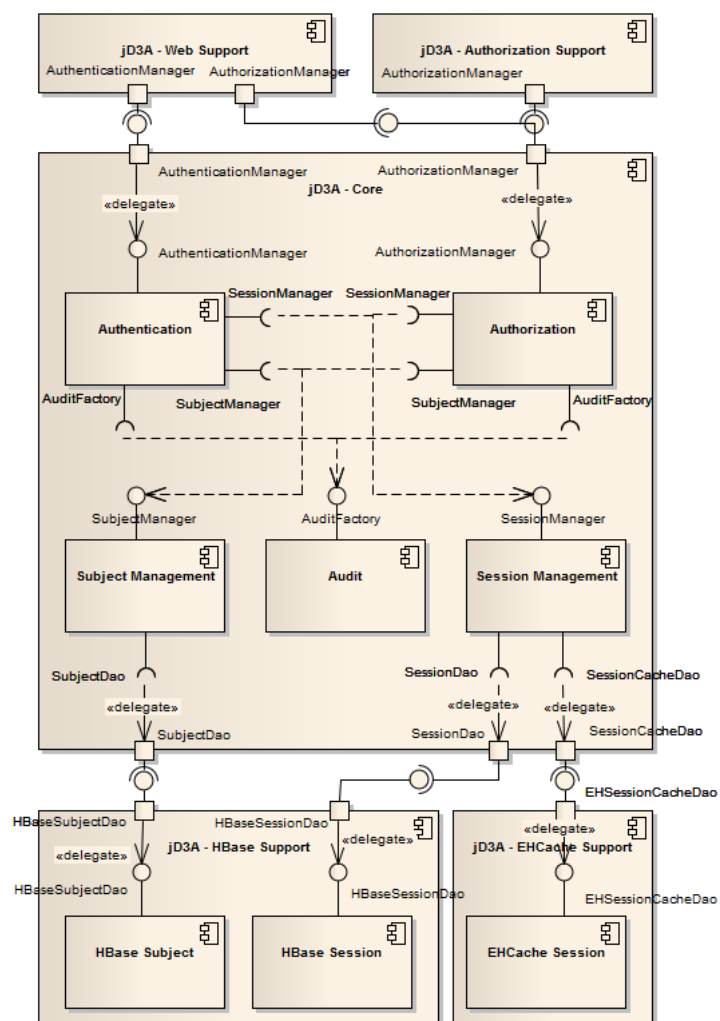 jD3A - Web Support
AuthenticationManager
AuthorizationManager
jD3A - Authorization Support
AuthorizationManager
AuthenticationManager
AuthorizationManager
jD3A - Core
«delegate»
«delegate»
AuthenticationManager
AuthorizationManager
SessionManager
SessionManager
Authentication
Authorization
AuditFactory
SubjectManager
SubjectManager
AuditFactory
SubjectManager
AuditFactory
SessionManager
Subject Management
Audit
Session Management
SubjectDao
SessionDao
SessionCacheDao
«delegate»
«delegate»
«delegate»
SubjectDao
SessionDao
SessionCacheDao
EHSessionCacheDao
HBaseSubjectDao
HBaseSessionDao
«delegate»
«delegate»
«delegate»
jD3A - HBase Support
jD3A - EHCache Support
HBaseSubjectDao
HBaseSessionDao
EHSessionCacheDao
HBase Subject
HBase Session
EHCache Session